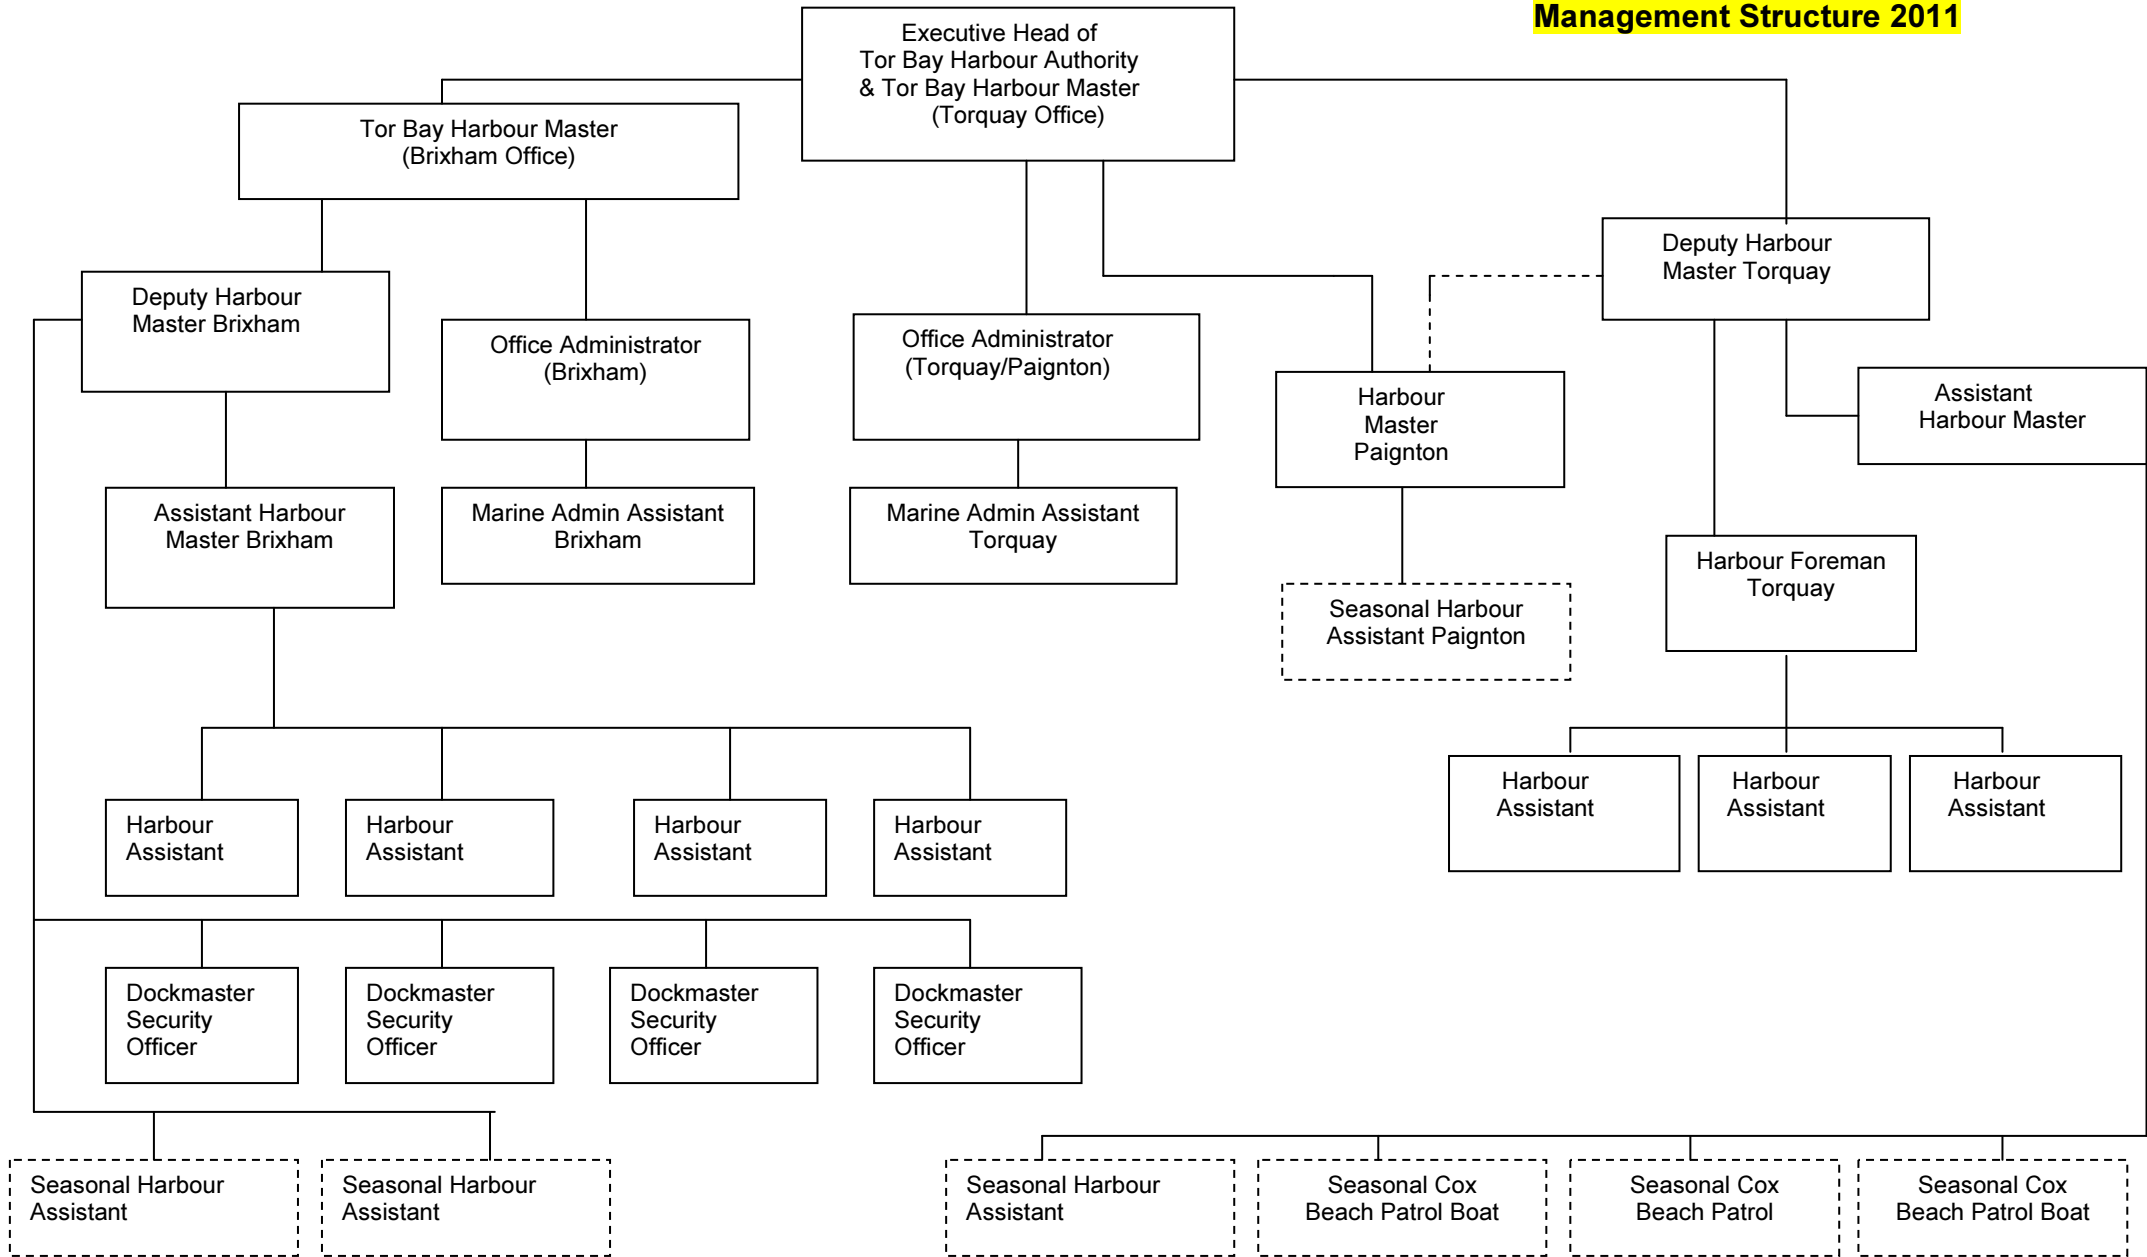 Management Structure 2011
Executive Head of
Tor Bay Harbour Authority
& Tor Bay Harbour Master
(Torquay Office)
Tor Bay Harbour Master
(Brixham Office)
Deputy Harbour
Master Torquay
Deputy Harbour
Master Brixham
Office Administrator
(Brixham)
Office Administrator
(Torquay/Paignton)
Harbour
Master
Paignton
Assistant
Harbour Master
Assistant Harbour
Master Brixham
Marine Admin Assistant
Brixham
Marine Admin Assistant
Torquay
Harbour Foreman
Torquay
Seasonal Harbour
Assistant Paignton
Harbour
Assistant
Harbour
Assistant
Harbour
Assistant
Harbour
Assistant
Harbour
Assistant
Harbour
Assistant
Harbour
Assistant
Dockmaster
Security
Officer
Dockmaster
Security
Officer
Dockmaster
Security
Officer
Dockmaster
Security
Officer
Seasonal Harbour
Assistant
Seasonal Harbour
Assistant
Seasonal Harbour
Assistant
Seasonal Cox
Beach Patrol Boat
Seasonal Cox
Beach Patrol
Seasonal Cox
Beach Patrol Boat